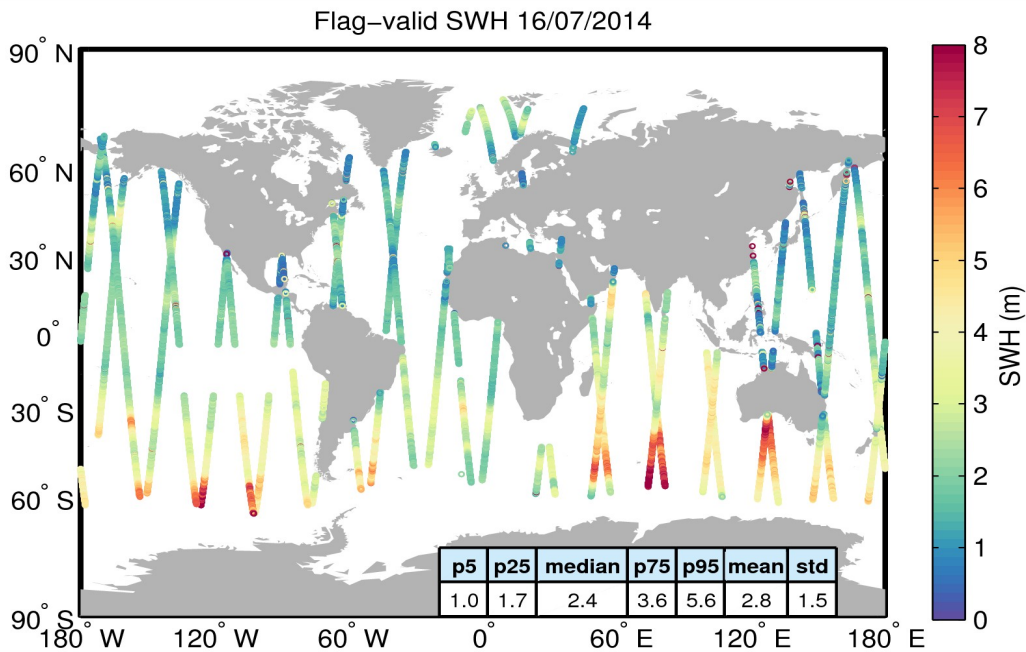 Flag−valid SWH 16/07/2014
90° N
60° N
30° N
0°
30° S
60° S
90° S
180° W
120° W
60° W
0°
60° E
120° E
180° E
8
7
6
5
4
3
2
1
0
SWH (m)
p5 p25 median p75 p95 mean std
1.0 1.7 2.4 3.6 5.6 2.8 1.5